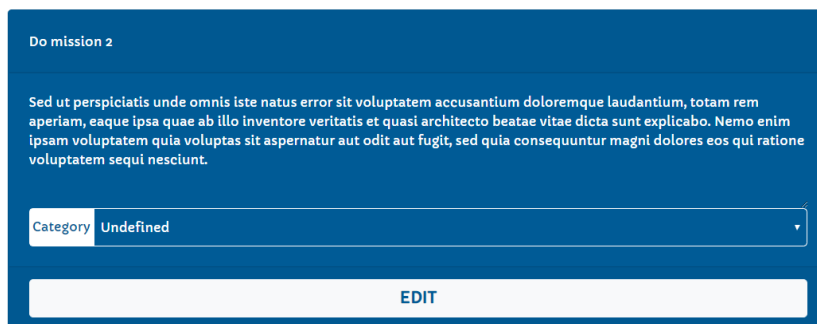 Do mission 2
Sed ut perspiciatis unde omnis iste natus error sit voluptatem accusantium doloremque laudantium, totam rem
aperiam, eaque ipsa quae ab illo inventore veritatis et quasi architecto beatae vitae dicta sunt explicabo. Nemo enim
ipsam voluptatem quia voluptas sit aspernatur aut odit aut fugit, sed quia consequuntur magni dolores eos qui ratione
voluptatem sequi nesciunt.
Category Undefined
EDIT